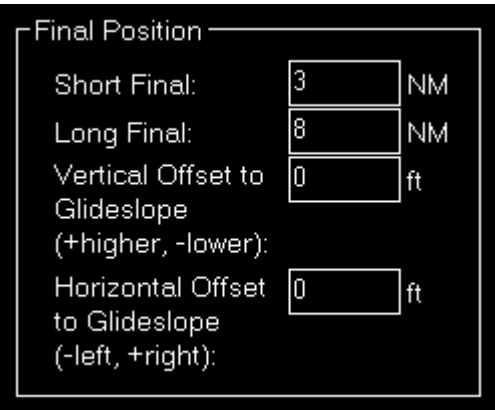 Final Position
Short Final: 3 NM
Long Final: 8 NM
Vertical Offset to 0 ft
Glideslope
(+higher, -lower):
Horizontal Offset 0 ft
to Glideslope
(-left, +right):